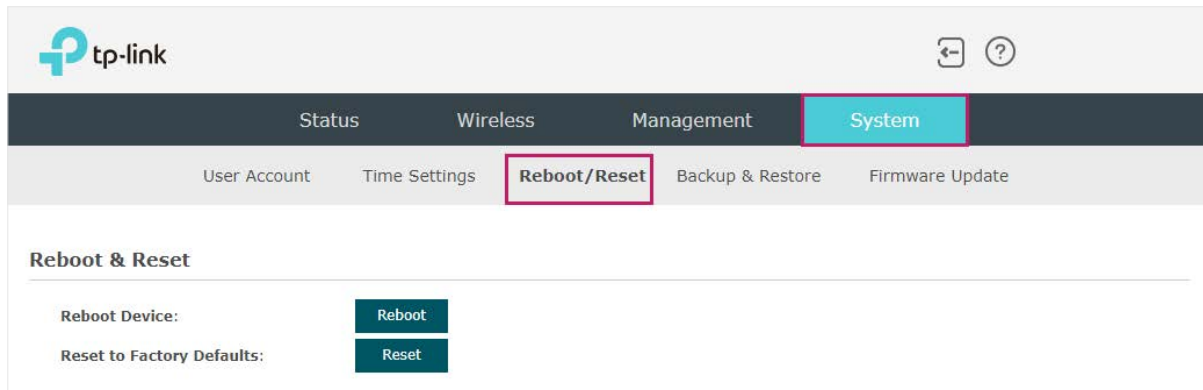 tp-link
?
Status Wireless Management System
User Account Time Settings Reboot/Reset Backup & Restore Firmware Update
Reboot & Reset
Reboot Device: Reboot
Reset to Factory Defaults: Reset